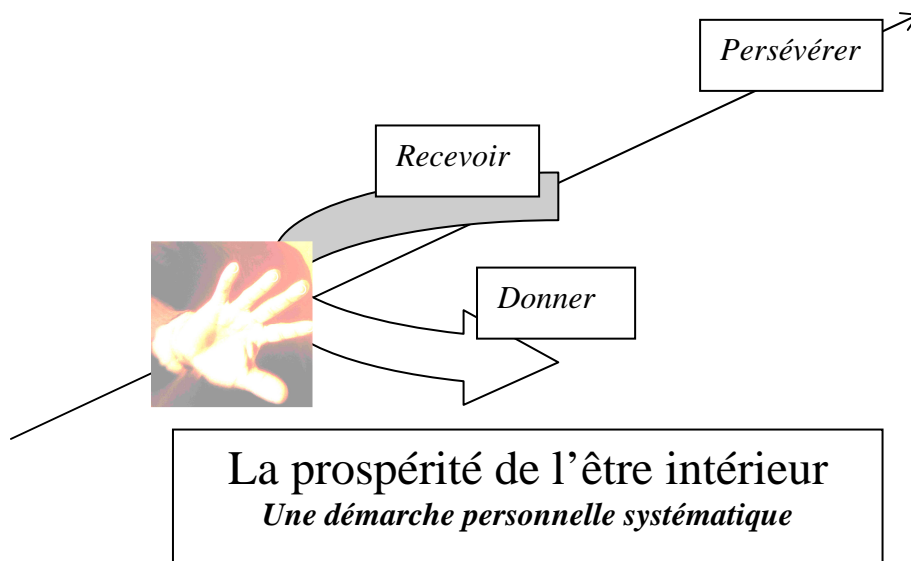 Persévérer
Recevoir
Donner
La prospérité de l’être intérieur
Une démarche personnelle systématique